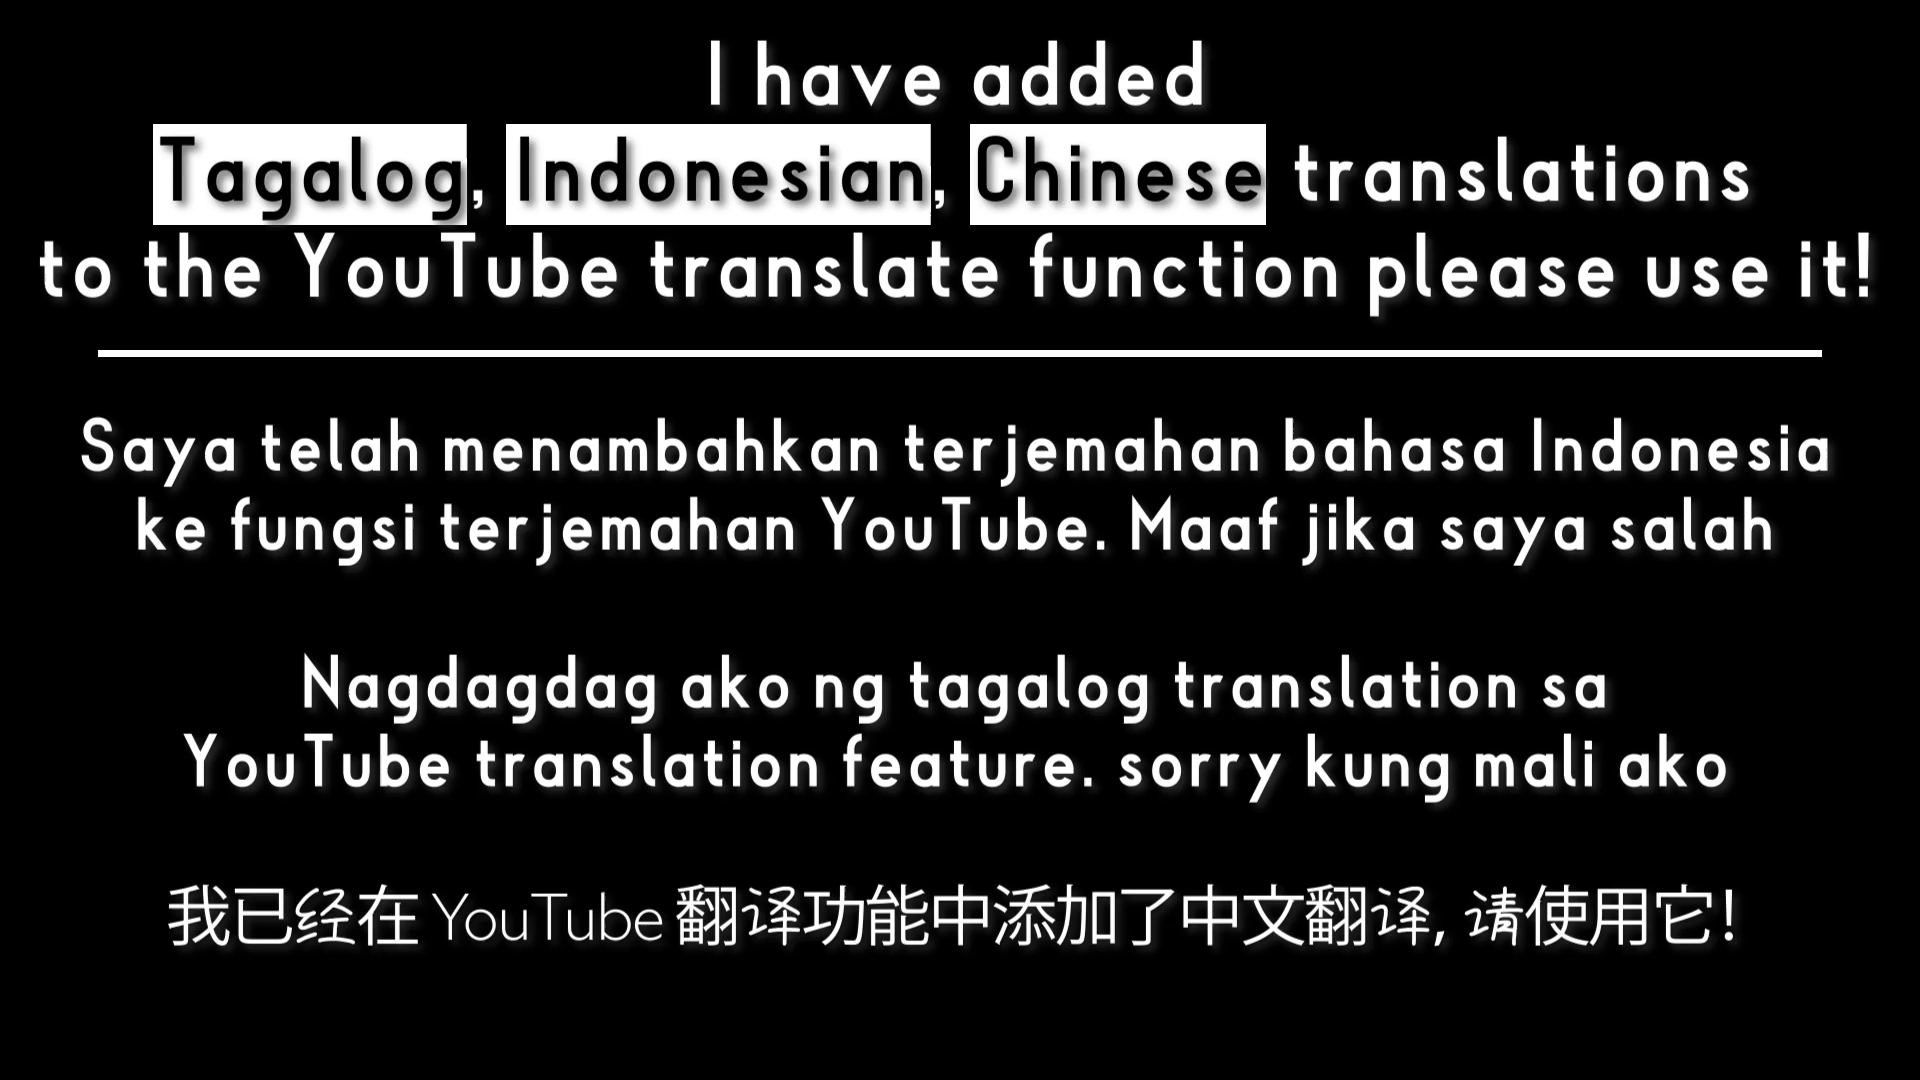 I have added
Tagalog, Indonesian, Chinese translations
to the YouTube translate function please use it!
Saya telah menambahkan terjemahan bahasa Indonesia
ke fungsi terjemahan YouTube. Maaf jika saya salah
Nagdagdag ako ng tagalog translation sa
YouTube translation feature. sorry kung mali ako
我已经在 YouTube 翻译功能中添加了中文翻译, 请使用它!